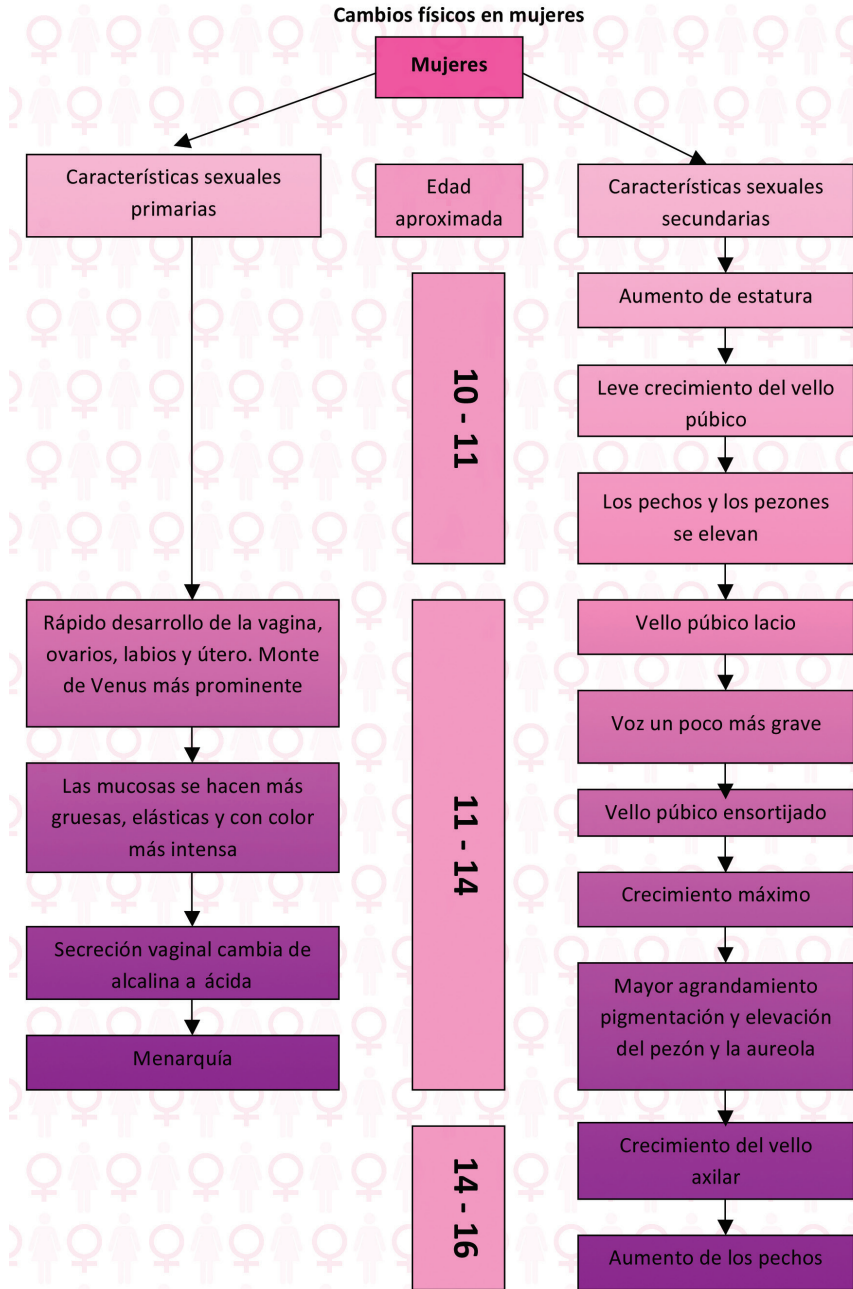 Cambios físicos en mujeres
Mujeres
Características sexuales
primarias
Edad
aproximada
Características sexuales
secundarias
10 - 11
Aumento de estatura
Leve crecimiento del vello
púbico
Los pechos y los pezones
se elevan
11 - 14
Rápido desarrollo de la vagina,
ovarios, labios y útero. Monte
de Venus más prominente
Las mucosas se hacen más
gruesas, elásticas y con color
más intensa
Secreción vaginal cambia de
alcalina a ácida
Menarquía
Vello púbico lacio
Voz un poco más grave
Vello púbico ensortijado
Crecimiento máximo
Mayor agrandamiento
pigmentación y elevación
del pezón y la aureola
14 - 16
Crecimiento del vello
axilar
Aumento de los pechos